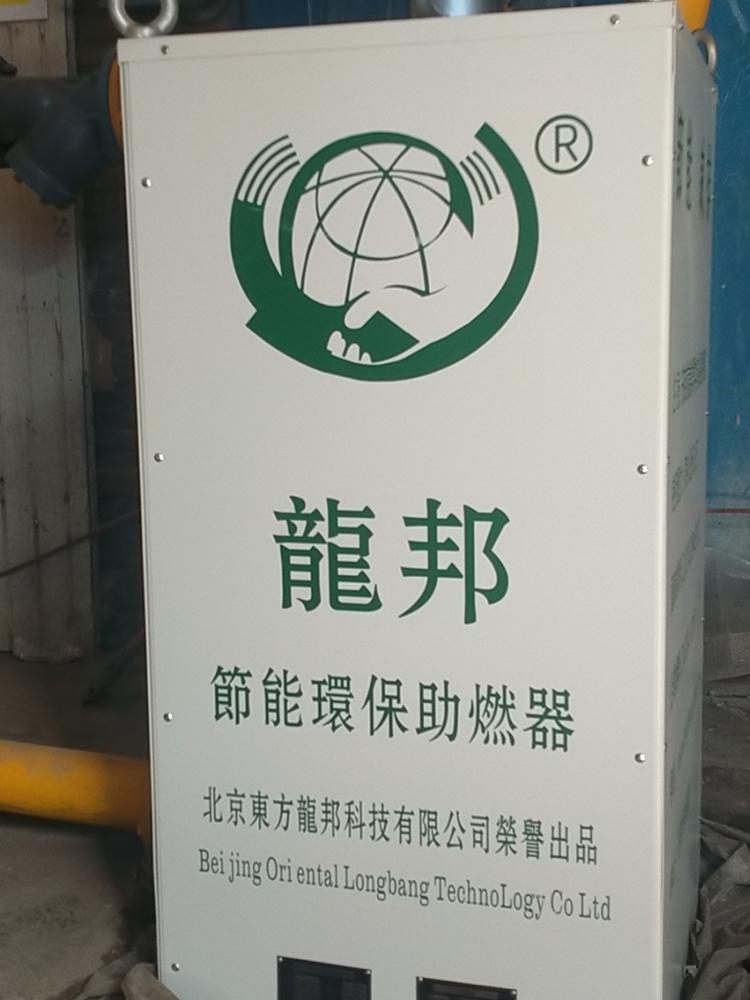 ®
龍邦
節能環保助燃器
北京東方龍邦科技有限公司榮譽出品
Bei jing Ori ental Longbang TechnoLogy Co Ltd